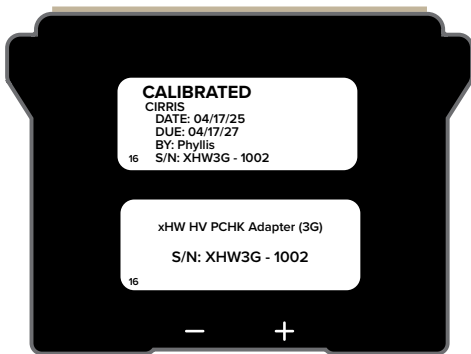 CALIBRATED
CIRRIS
DATE: 04/17/25
DUE: 04/17/27
BY: Phyllis
16 S/N: XHW3G - 1002
xHW HV PCHK Adapter (3G)
S/N: XHW3G - 1002
16
− +